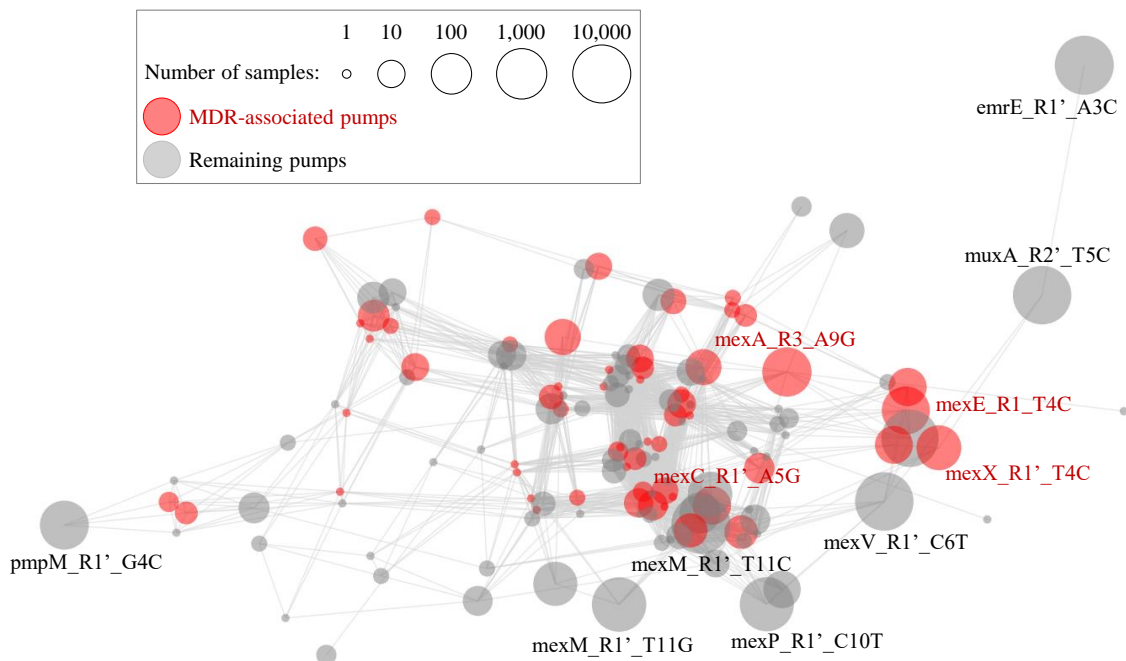 1 10 100 1,000 10,000
Number of samples:
MDR-associated pumps
Remaining pumps
emrE_R1’_A3C
muxA_R2’_T5C
mexA_R3_A9G
mexE_R1_T4C
mexC_R1’_A5G
mexX_R1’_T4C
mexV_R1’_C6T
pmpM_R1’_G4C
mexM_R1’_T11C
mexM_R1’_T11G
mexP_R1’_C10T